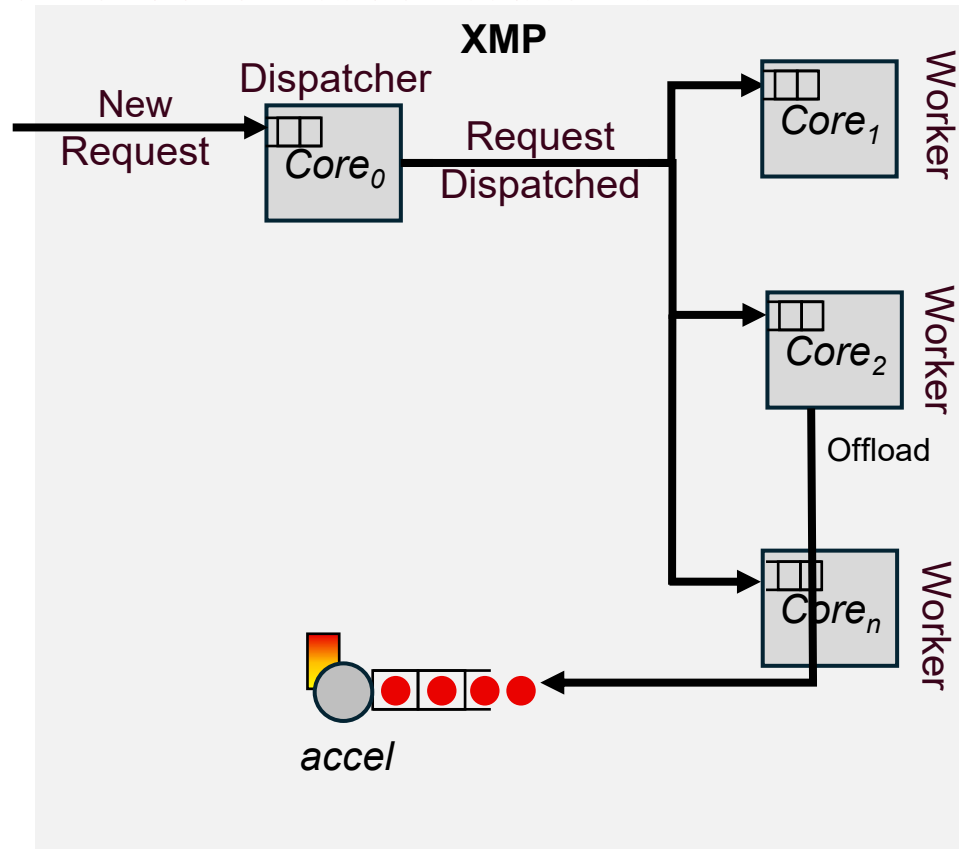 XMP
Dispatcher
New
Request
Core0
Request
Dispatched
Core1
Worker
Core2
Worker
Offload
Coren
Worker
accel